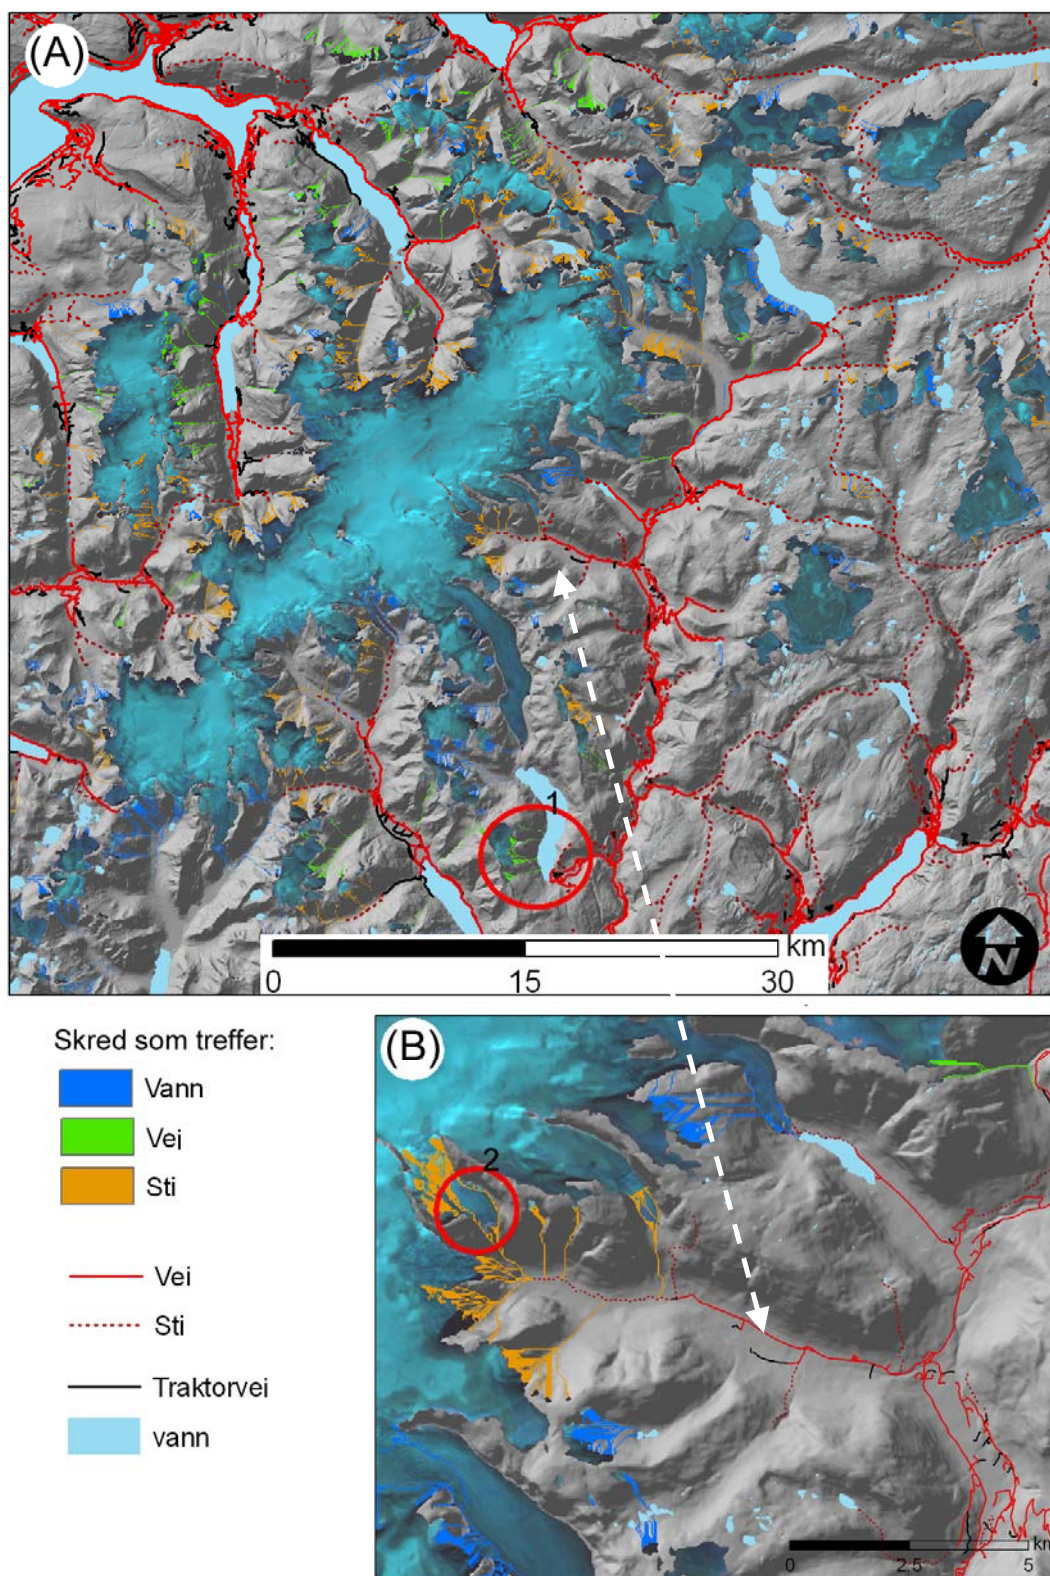 (A)
1
km
0 15 30
N
Skred som treffer:
Vann
Vei
Sti
Vei
Sti
Traktorvei
vann
(B)
2
km
0 2,5 5